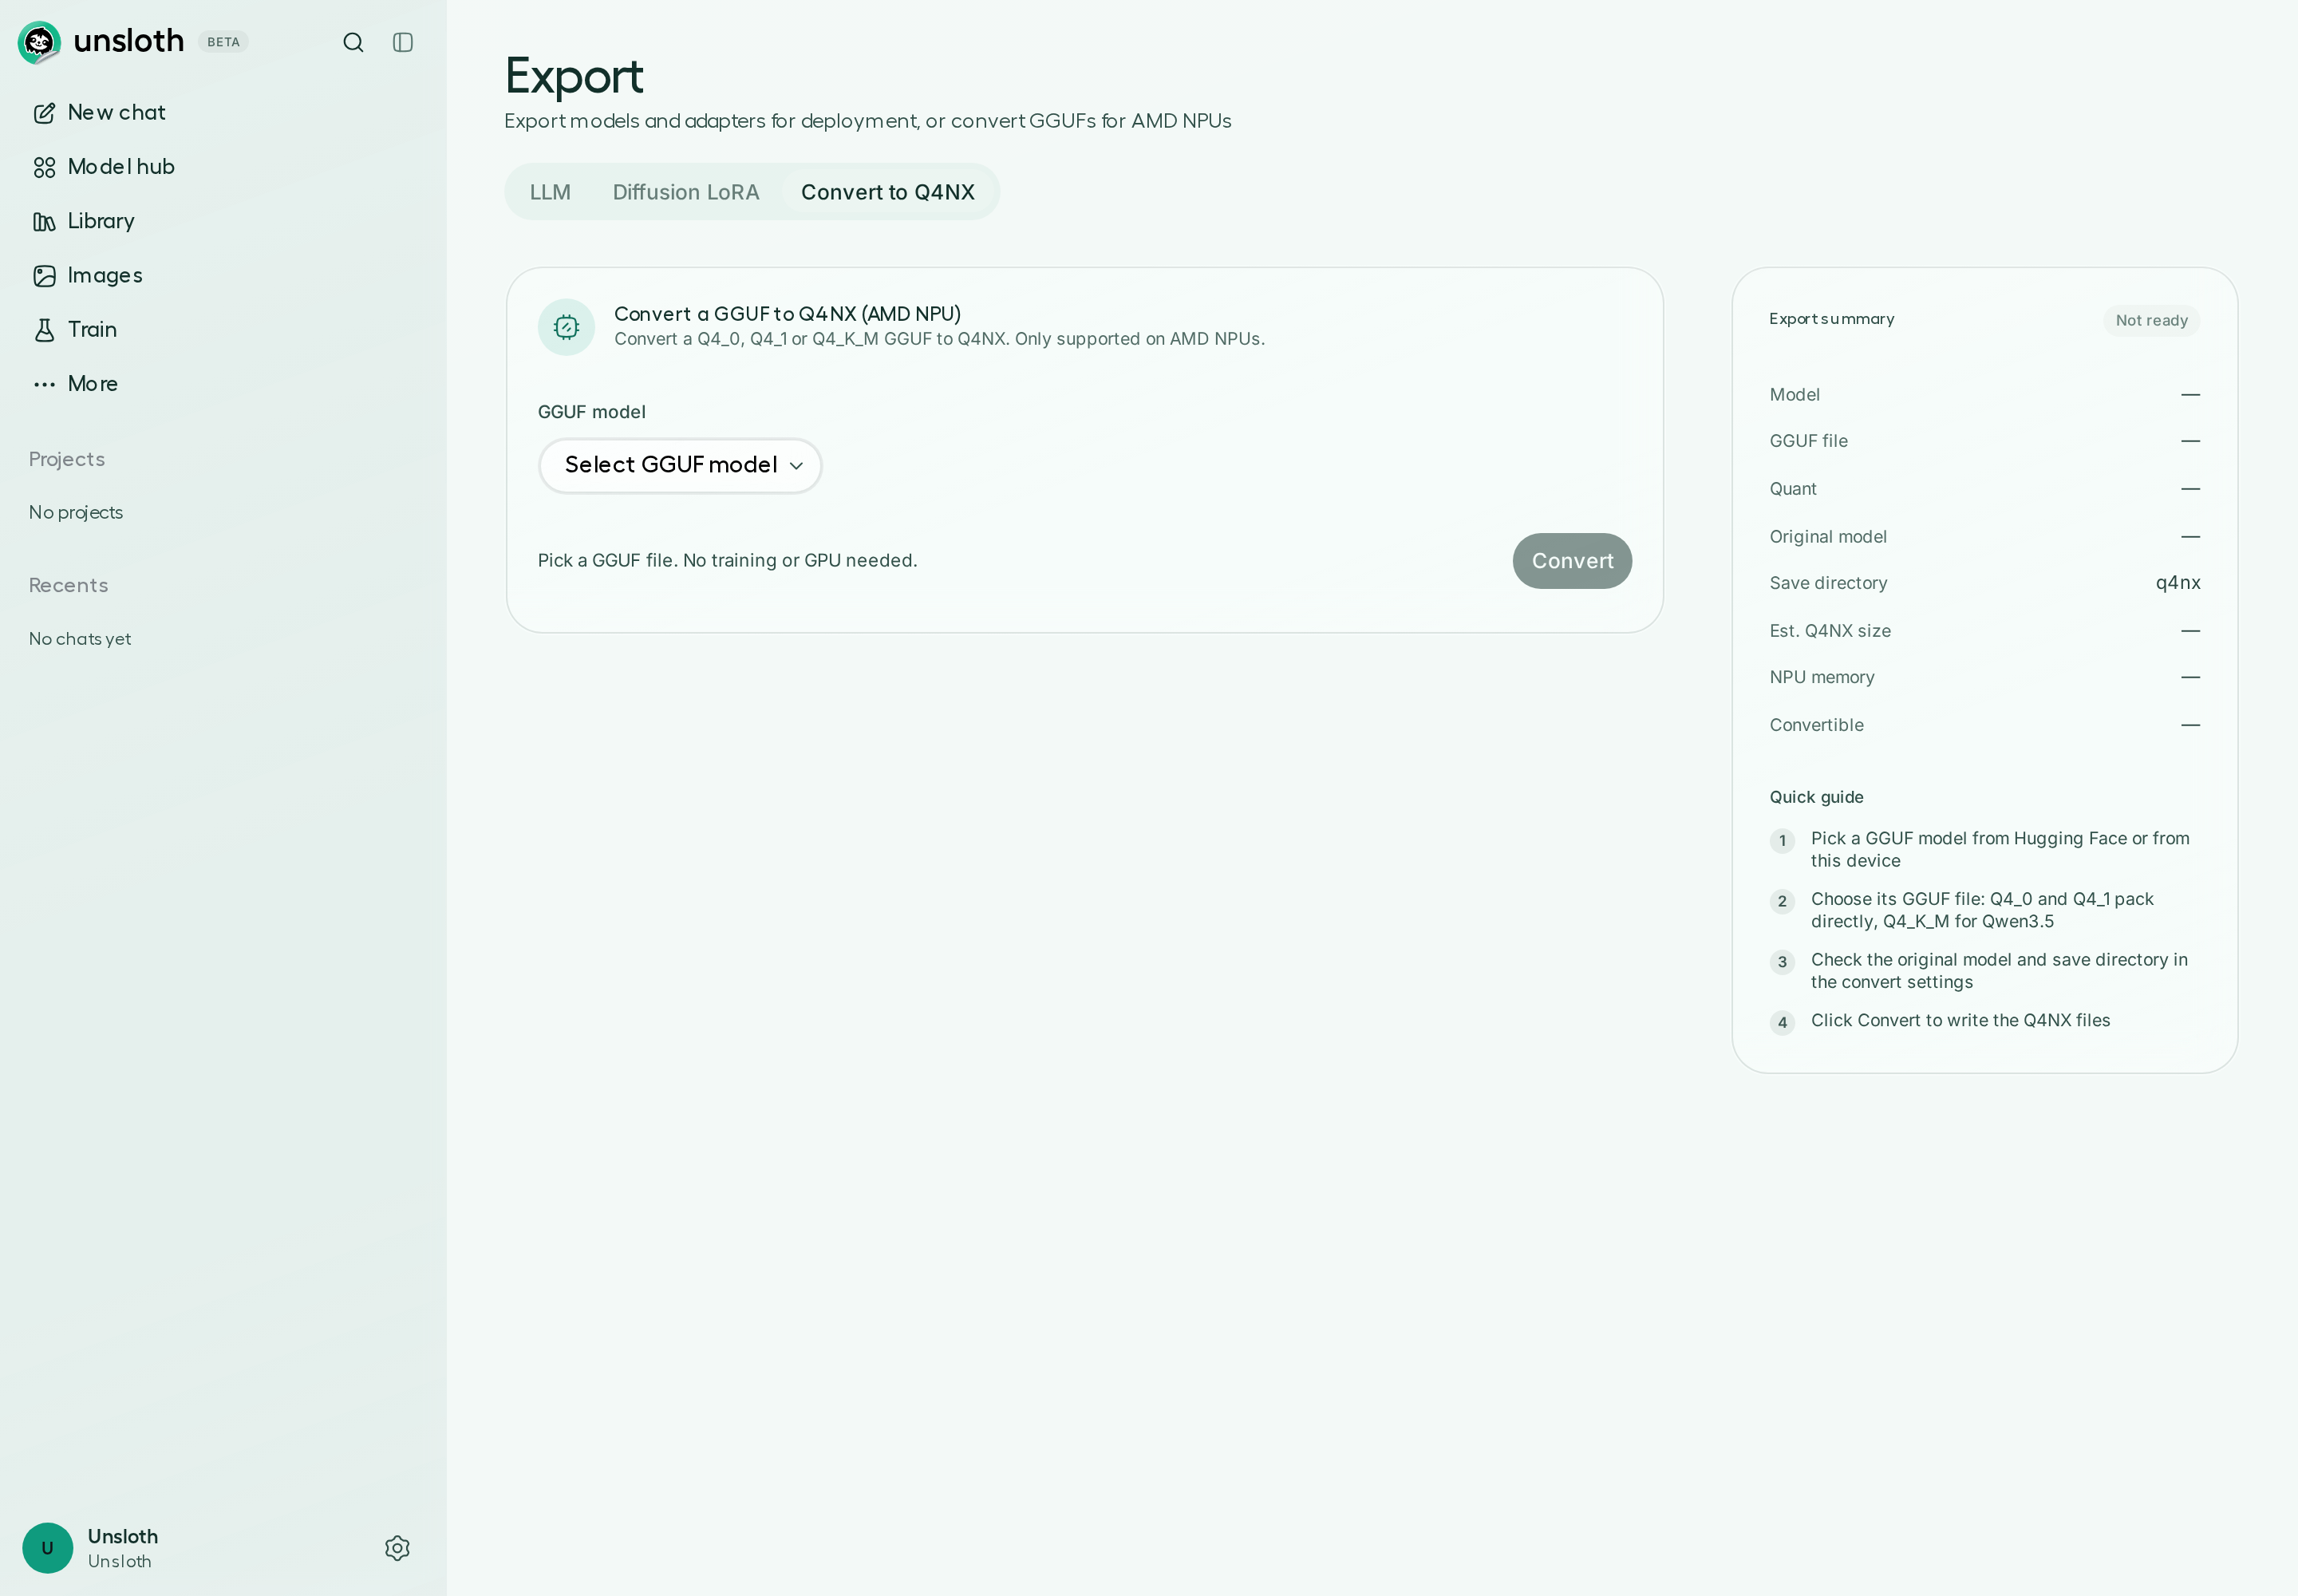 unsloth BETA
New chat
Model hub
Library
Images
Train
More
Projects
No projects
Recents
No chats yet
U
Unsloth
Unsloth
Export
Export models and adapters for deployment, or convert GGUFs for AMD NPUs
LLM Diffusion LoRA Convert to Q4NX
Convert a GGUF to Q4NX (AMD NPU)
Convert a Q4_0, Q4_1 or Q4_K_M GGUF to Q4NX. Only supported on AMD NPUs.
GGUF model
Select GGUF model
Pick a GGUF file. No training or GPU needed.
Convert
Export summary Not ready
Model —
GGUF file —
Quant —
Original model —
Save directory q4nx
Est. Q4NX size —
NPU memory —
Convertible —
Quick guide
1 Pick a GGUF model from Hugging Face or from
this device
2 Choose its GGUF file: Q4_0 and Q4_1 pack
directly, Q4_K_M for Qwen3.5
3 Check the original model and save directory in
the convert settings
4 Click Convert to write the Q4NX files